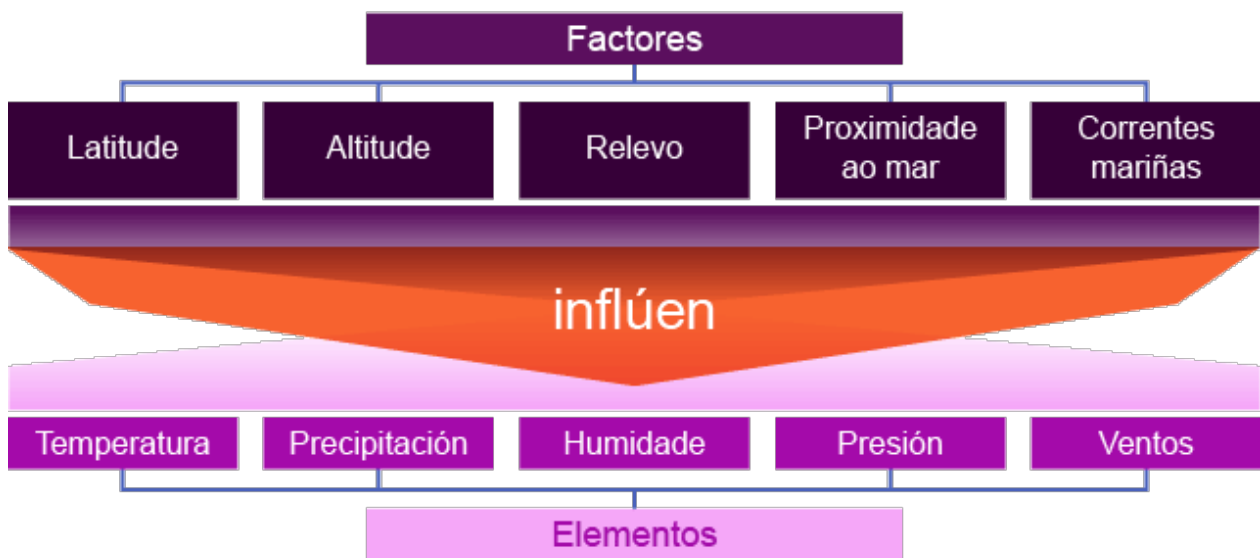 Factores
Latitude
Altitude
Relevo
Proximidade
ao mar
Correntes
mariñas
inflúen
Temperatura
Precipitación
Humidade
Presión
Ventos
Elementos